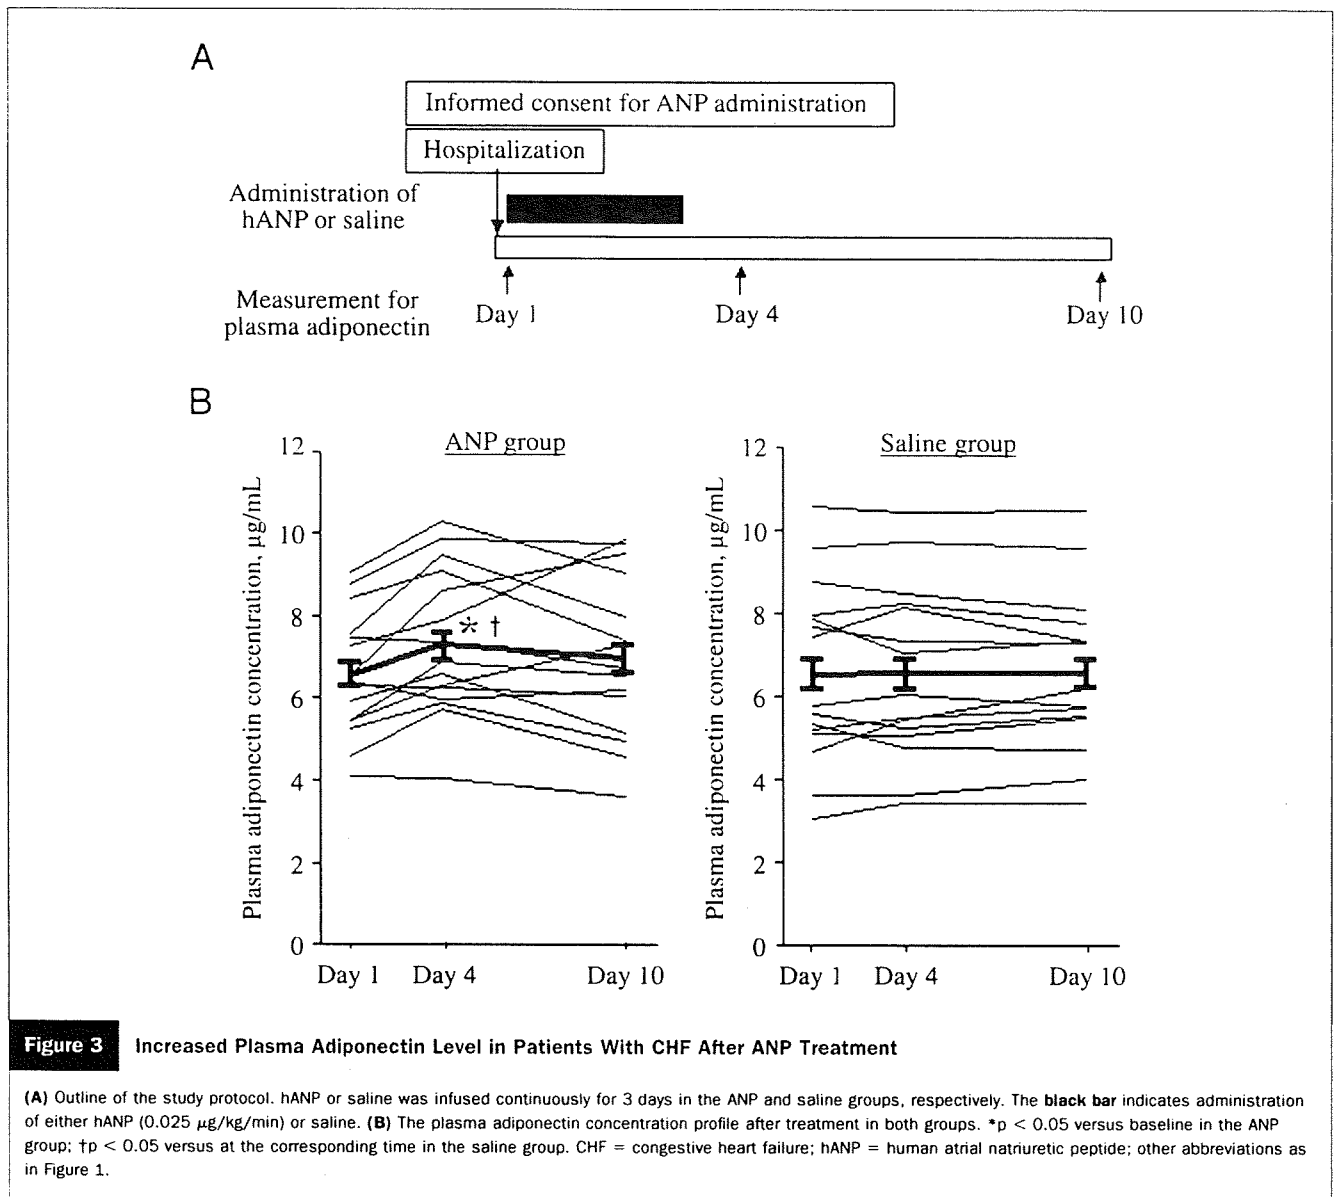 A
Informed consent for ANP administration
Hospitalization
Administration of
hANP or saline
Measurement for
plasma adiponectin
Day 1
Day 4
Day 10
B
ANP group
Plasma adiponectin concentration, µg/mL
12
10
8
6
4
2
0
* †
Day 1
Day 4
Day 10
Saline group
Plasma adiponectin concentration, µg/mL
12
10
8
6
4
2
0
Day 1
Day 4
Day 10
Figure 3 Increased Plasma Adiponectin Level in Patients With CHF After ANP Treatment
(A) Outline of the study protocol. hANP or saline was infused continuously for 3 days in the ANP and saline groups, respectively. The black bar indicates administration
of either hANP (0.025 µg/kg/min) or saline. (B) The plasma adiponectin concentration profile after treatment in both groups. *p < 0.05 versus baseline in the ANP
group; †p < 0.05 versus at the corresponding time in the saline group. CHF = congestive heart failure; hANP = human atrial natriuretic peptide; other abbreviations as
in Figure 1.